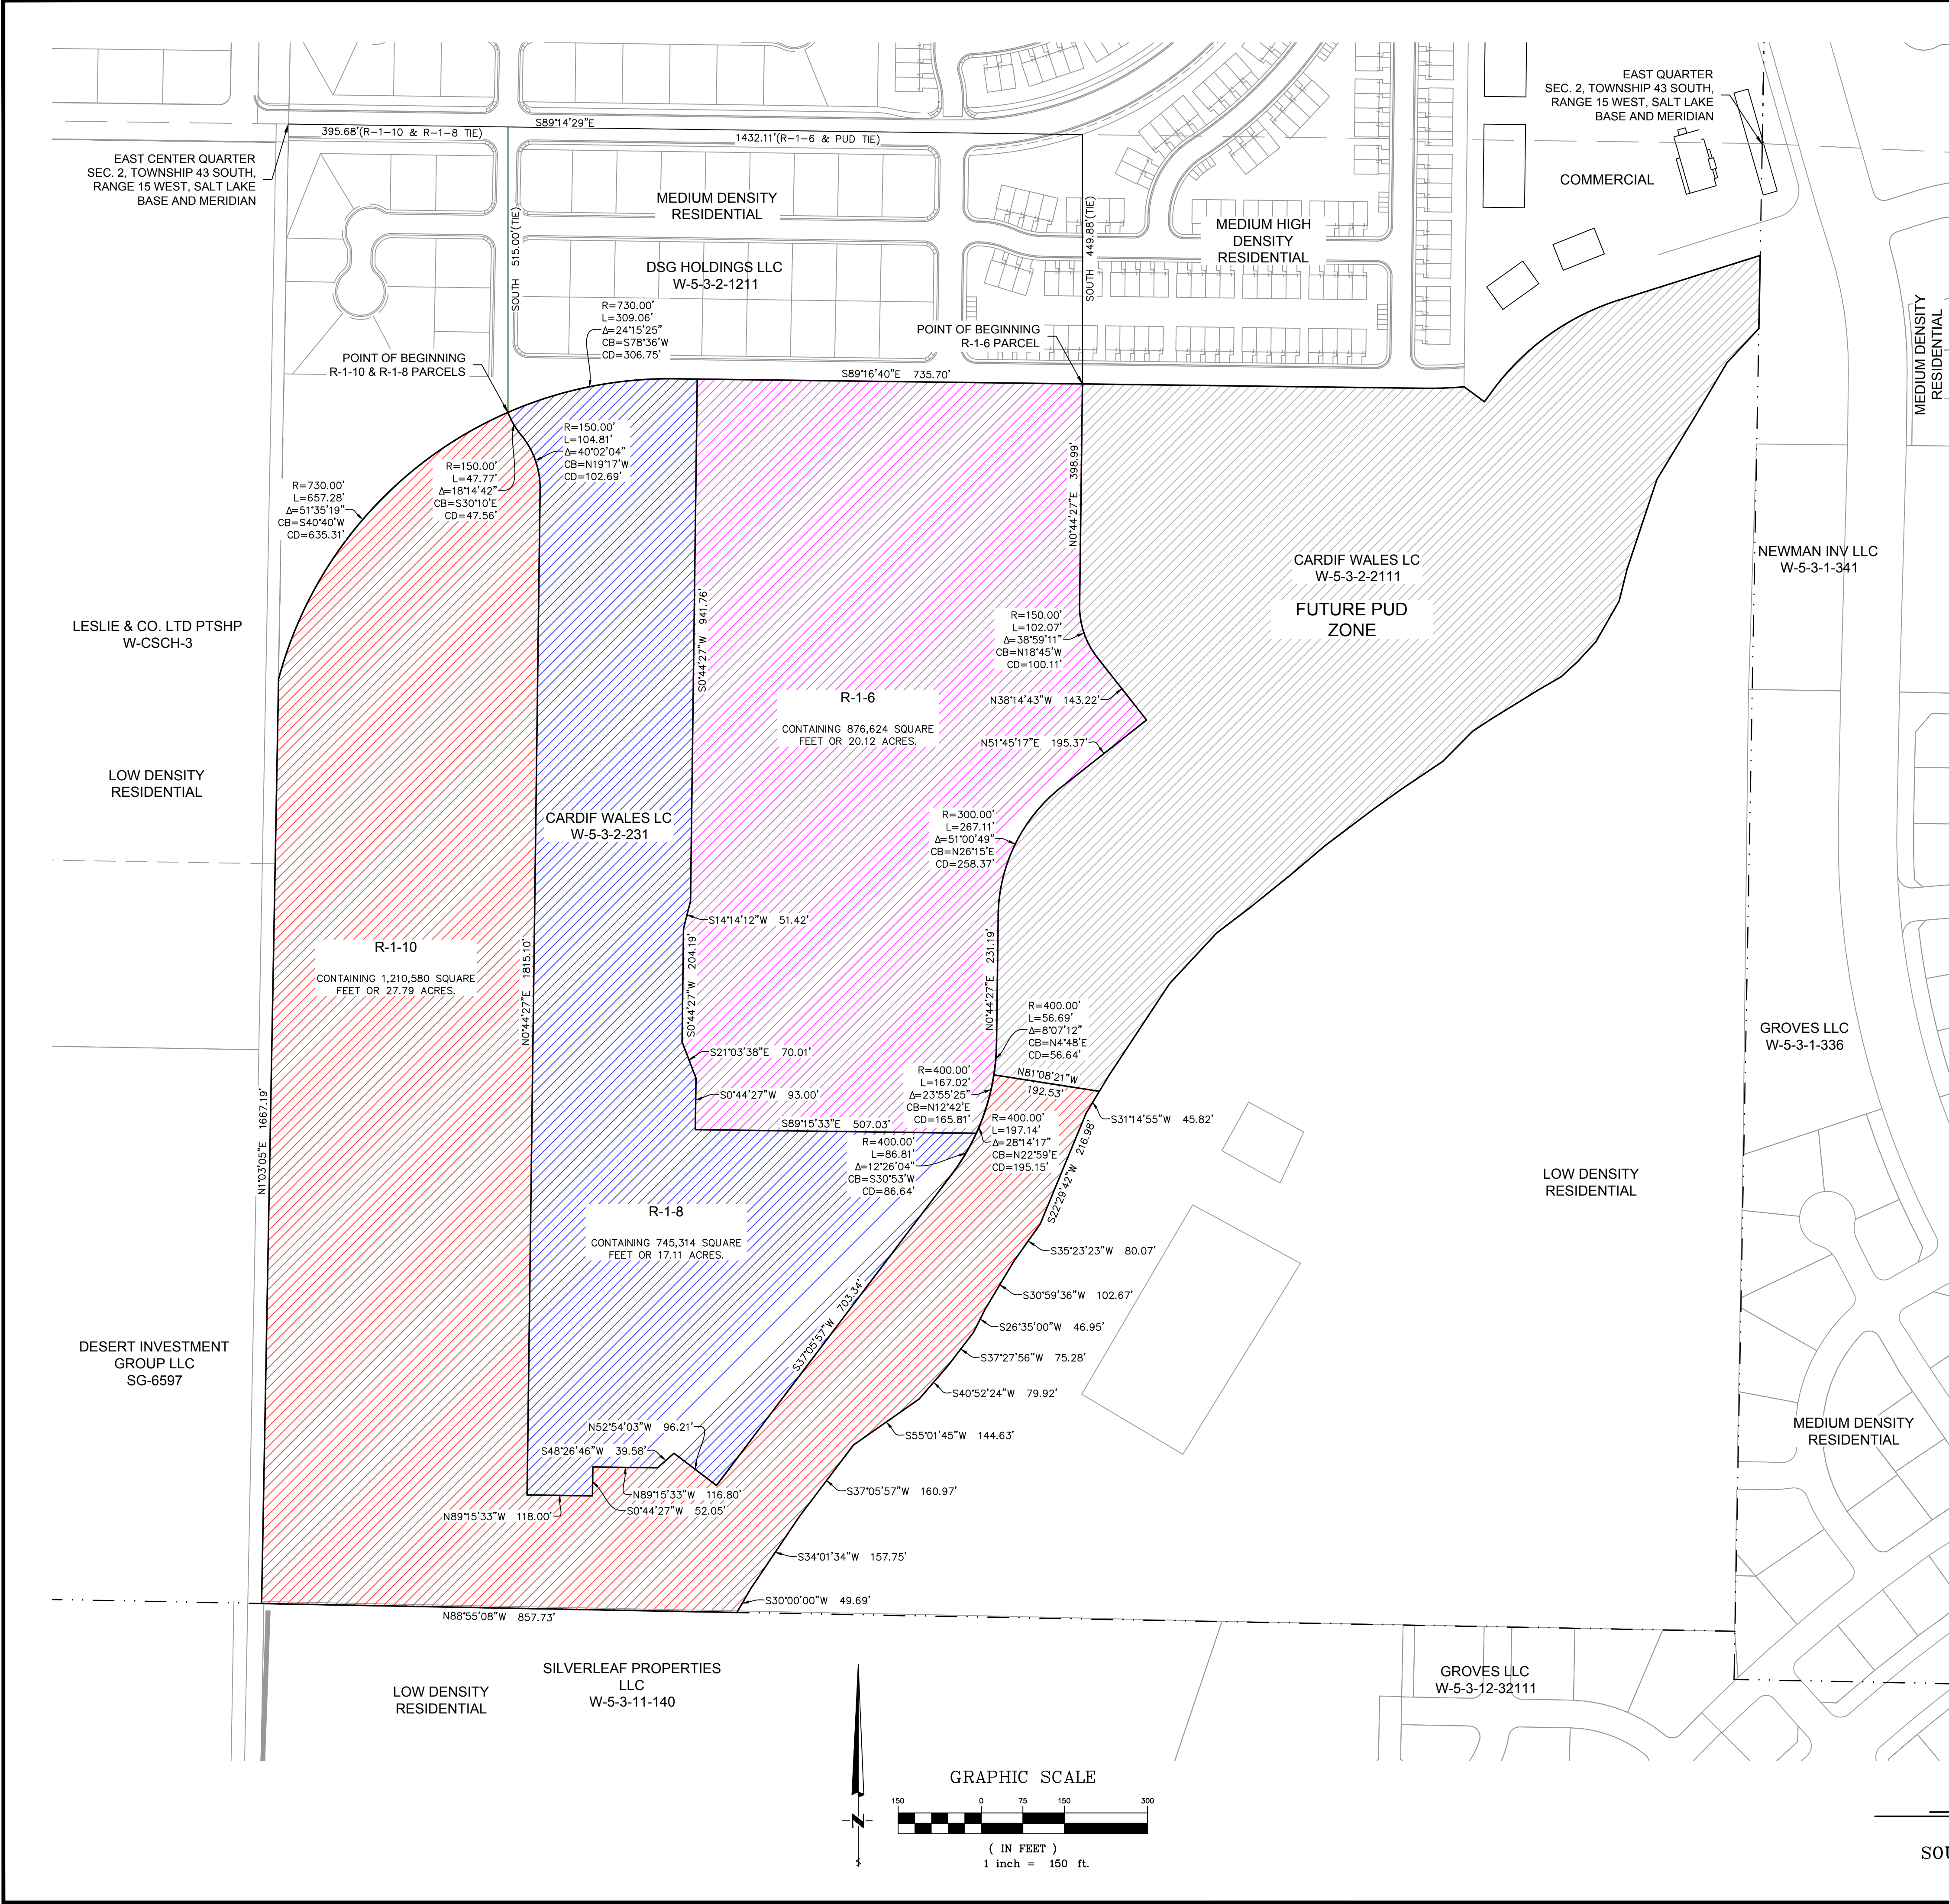 EAST QUARTER
SEC. 2, TOWNSHIP 43 SOUTH,
RANGE 15 WEST, SALT LAKE
BASE AND MERIDIAN
S89°14'29"E
395.68'(R-1-10 & R-1-8 TIE)
1432.11'(R-1-6 & PUD TIE)
EAST CENTER QUARTER
SEC. 2, TOWNSHIP 43 SOUTH,
RANGE 15 WEST, SALT LAKE
BASE AND MERIDIAN
COMMERCIAL
MEDIUM DENSITY
RESIDENTIAL
MEDIUM HIGH
DENSITY
RESIDENTIAL
SOUTH 515.00'(TIE)
SOUTH 449.88'(TIE)
DSG HOLDINGS LLC
W-5-3-2-1211
MEDIUM DENSITY
RESIDENTIAL
R=730.00'
L=309.06'
Δ=24°15'25"
CB=S78°36'W
CD=306.75'
POINT OF BEGINNING
R-1-6 PARCEL
POINT OF BEGINNING
R-1-10 & R-1-8 PARCELS
S89°16'40"E 735.70'
R=150.00'
L=104.81'
Δ=40°02'04"
CB=N19°17'W
CD=102.69'
R=150.00'
L=47.77'
Δ=18°14'42"
CB=S30°10'E
CD=47.56'
R=730.00'
L=657.28'
Δ=51°35'19"
CB=S40°40'W
CD=635.31'
N0°44'27"E 398.99'
CARDIF WALES LC
W-5-3-2-2111
FUTURE PUD
ZONE
NEWMAN INV LLC
W-5-3-1-341
LESLIE & CO. LTD PTSHP
W-CSCH-3
S0°44'27"W 941.76'
R=150.00'
L=102.07'
Δ=38°59'11"
CB=N18°45'W
CD=100.11'
N38°14'43"W 143.22'
R-1-6
CONTAINING 876,624 SQUARE
FEET OR 20.12 ACRES.
N51°45'17"E 195.37'
LOW DENSITY
RESIDENTIAL
CARDIF WALES LC
W-5-3-2-231
R=300.00'
L=267.11'
Δ=51°00'49"
CB=N26°15'E
CD=258.37'
S14°14'12"W 51.42'
R-1-10
CONTAINING 1,210,580 SQUARE
FEET OR 27.79 ACRES.
N0°44'27"E 1815.10'
S0°44'27"W 204.19'
N0°44'27"E 231.19'
R=400.00'
L=56.69'
Δ=8°07'12"
CB=N4°48'E
CD=56.64'
GROVES LLC
W-5-3-1-336
S21°03'38"E 70.01'
N81°08'21"W
192.53'
R=400.00'
L=167.02'
Δ=23°55'25"
CB=N12°42'E
CD=165.81'
S0°44'27"W 93.00'
N1°03'05"E 1667.19'
S89°15'33"E 507.03'
R=400.00'
L=197.14'
Δ=28°14'17"
CB=N22°59'E
CD=195.15'
S31°14'55"W 45.82'
R=400.00'
L=86.81'
Δ=12°26'04"
CB=S30°53'W
CD=86.64'
S22°29'42"W 216.98'
LOW DENSITY
RESIDENTIAL
R-1-8
CONTAINING 745,314 SQUARE
FEET OR 17.11 ACRES.
S35°23'23"W 80.07'
S30°59'36"W 102.67'
S37°05'57"W 703.34'
S26°35'00"W 46.95'
S37°27'56"W 75.28'
DESERT INVESTMENT
GROUP LLC
SG-6597
S40°52'24"W 79.92'
N52°54'03"W 96.21'
S55°01'45"W 144.63'
MEDIUM DENSITY
RESIDENTIAL
S48°26'46"W 39.58'
S37°05'57"W 160.97'
N89°15'33"W 116.80'
S0°44'27"W 52.05'
N89°15'33"W 118.00'
S34°01'34"W 157.75'
S30°00'00"W 49.69'
N88°55'08"W 857.73'
SILVERLEAF PROPERTIES
LLC
W-5-3-11-140
LOW DENSITY
RESIDENTIAL
GROVES LLC
W-5-3-12-32111
GRAPHIC SCALE
150 0 75 150 300
N
( IN FEET )
1 inch = 150 ft.
SOU